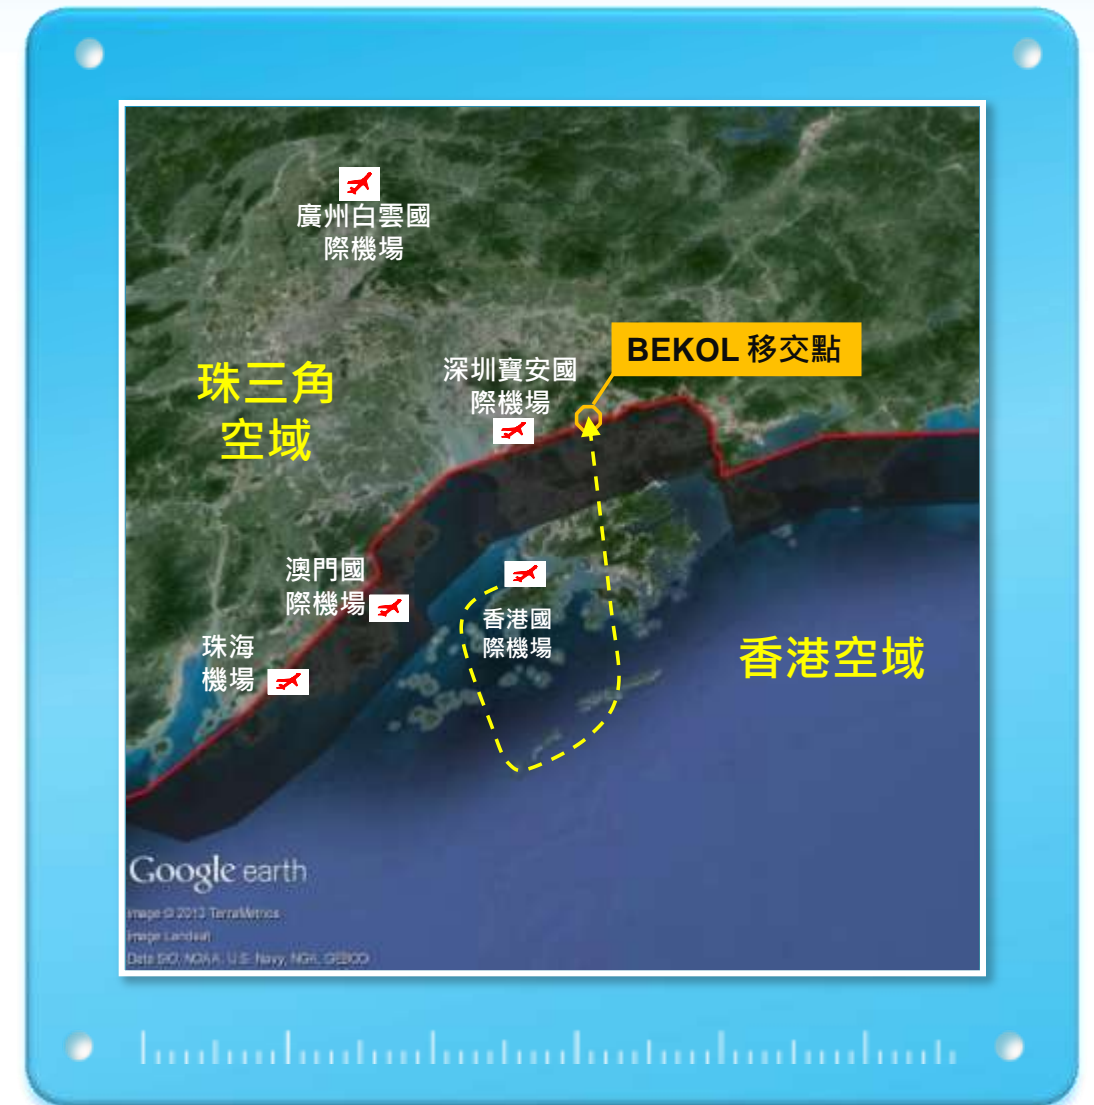 廣州白雲國
際機場
BEKOL 移交點
深圳寶安國
際機場
珠三角
空域
澳門國
際機場
香港國
際機場
珠海
機場
香港空域
Google earth
Image © 2013 TerraMetrics
Image Landsat
Data SIO, NOAA, U.S. Navy, NGA, GEBCO